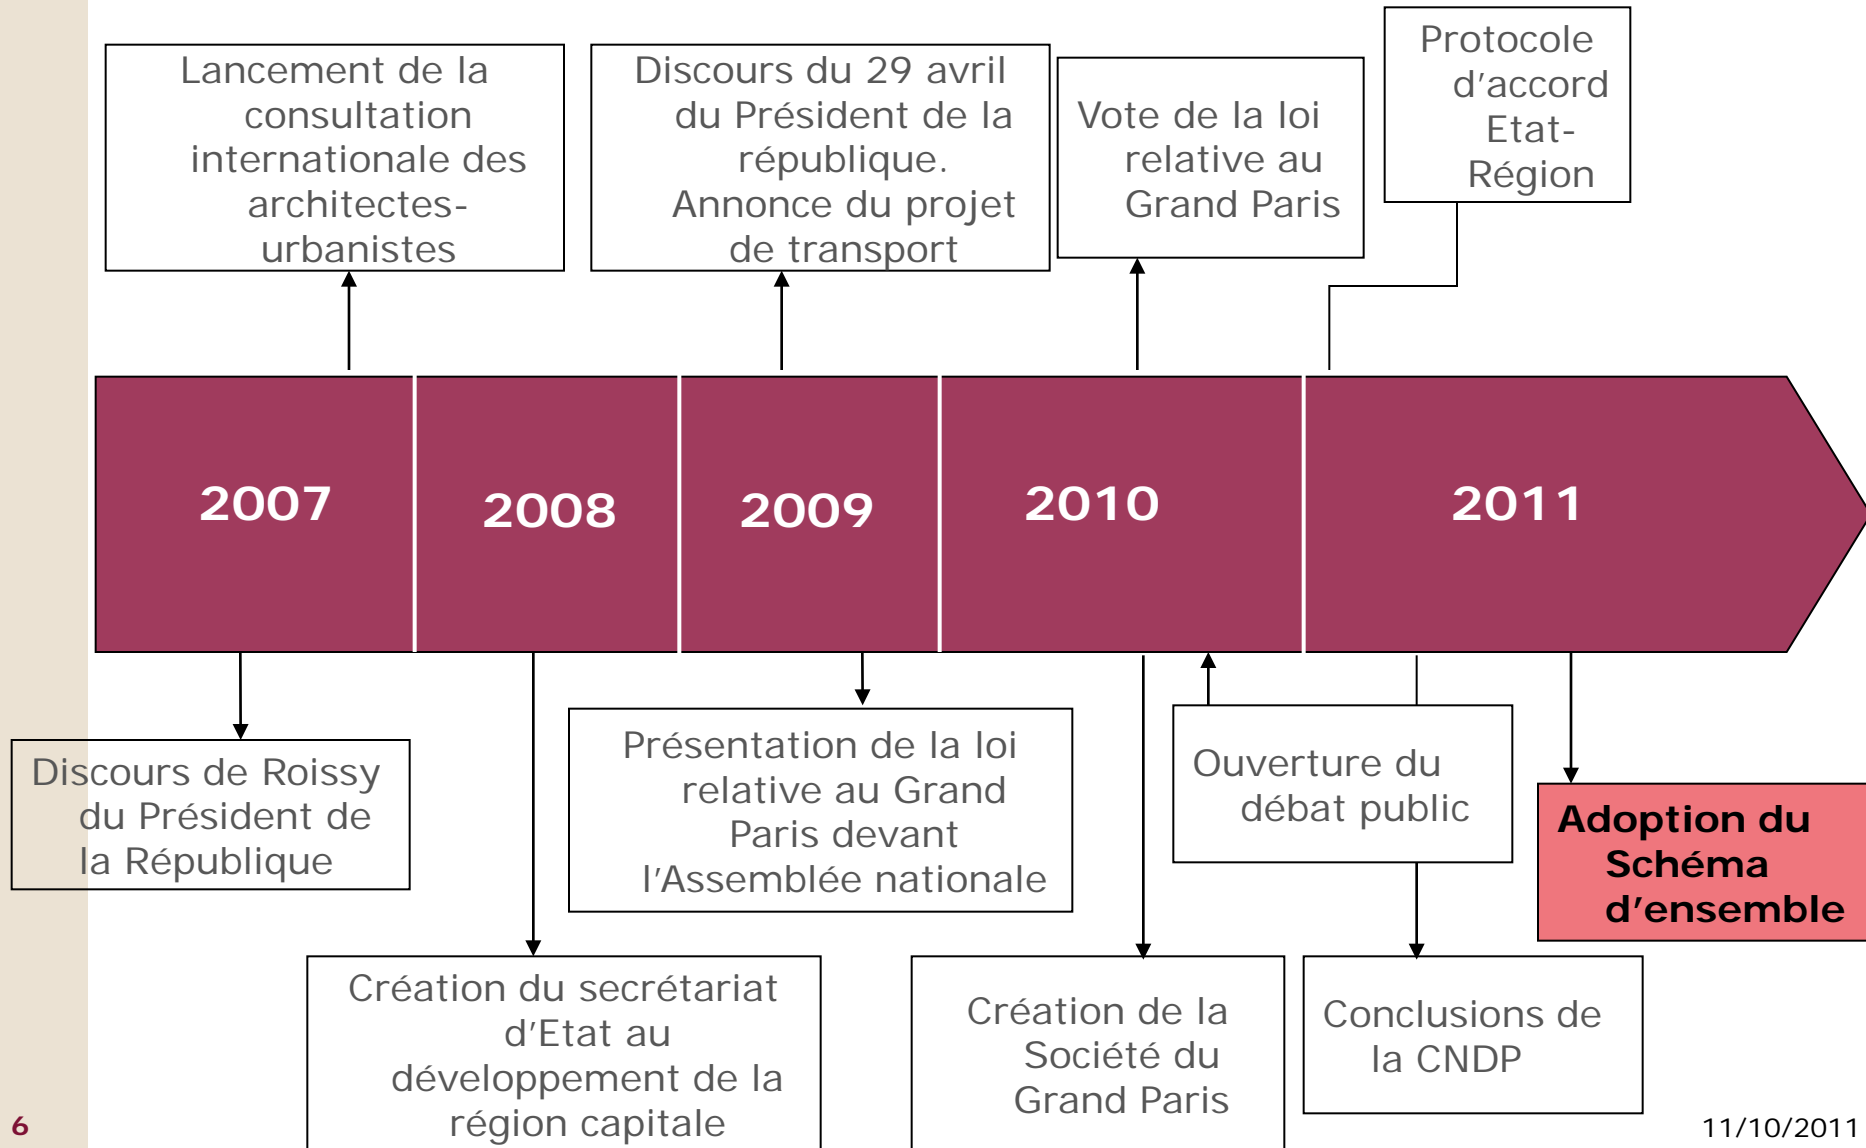 Lancement de la
consultation
internationale des
architectes-
urbanistes
Discours du 29 avril
du Président de la
république.
Annonce du projet
de transport
Vote de la loi
relative au
Grand Paris
Protocole
d'accord
Etat-
Région
2007
2008
2009
2010
2011
Discours de Roissy
du Président de
la République
Création du secrétariat
d'Etat au
développement de la
région capitale
Présentation de la loi
relative au Grand
Paris devant
l'Assemblée nationale
Création de la
Société du
Grand Paris
Ouverture du
débat public
Conclusions de
la CNDP
Adoption du
Schéma
d'ensemble
6
11/10/2011